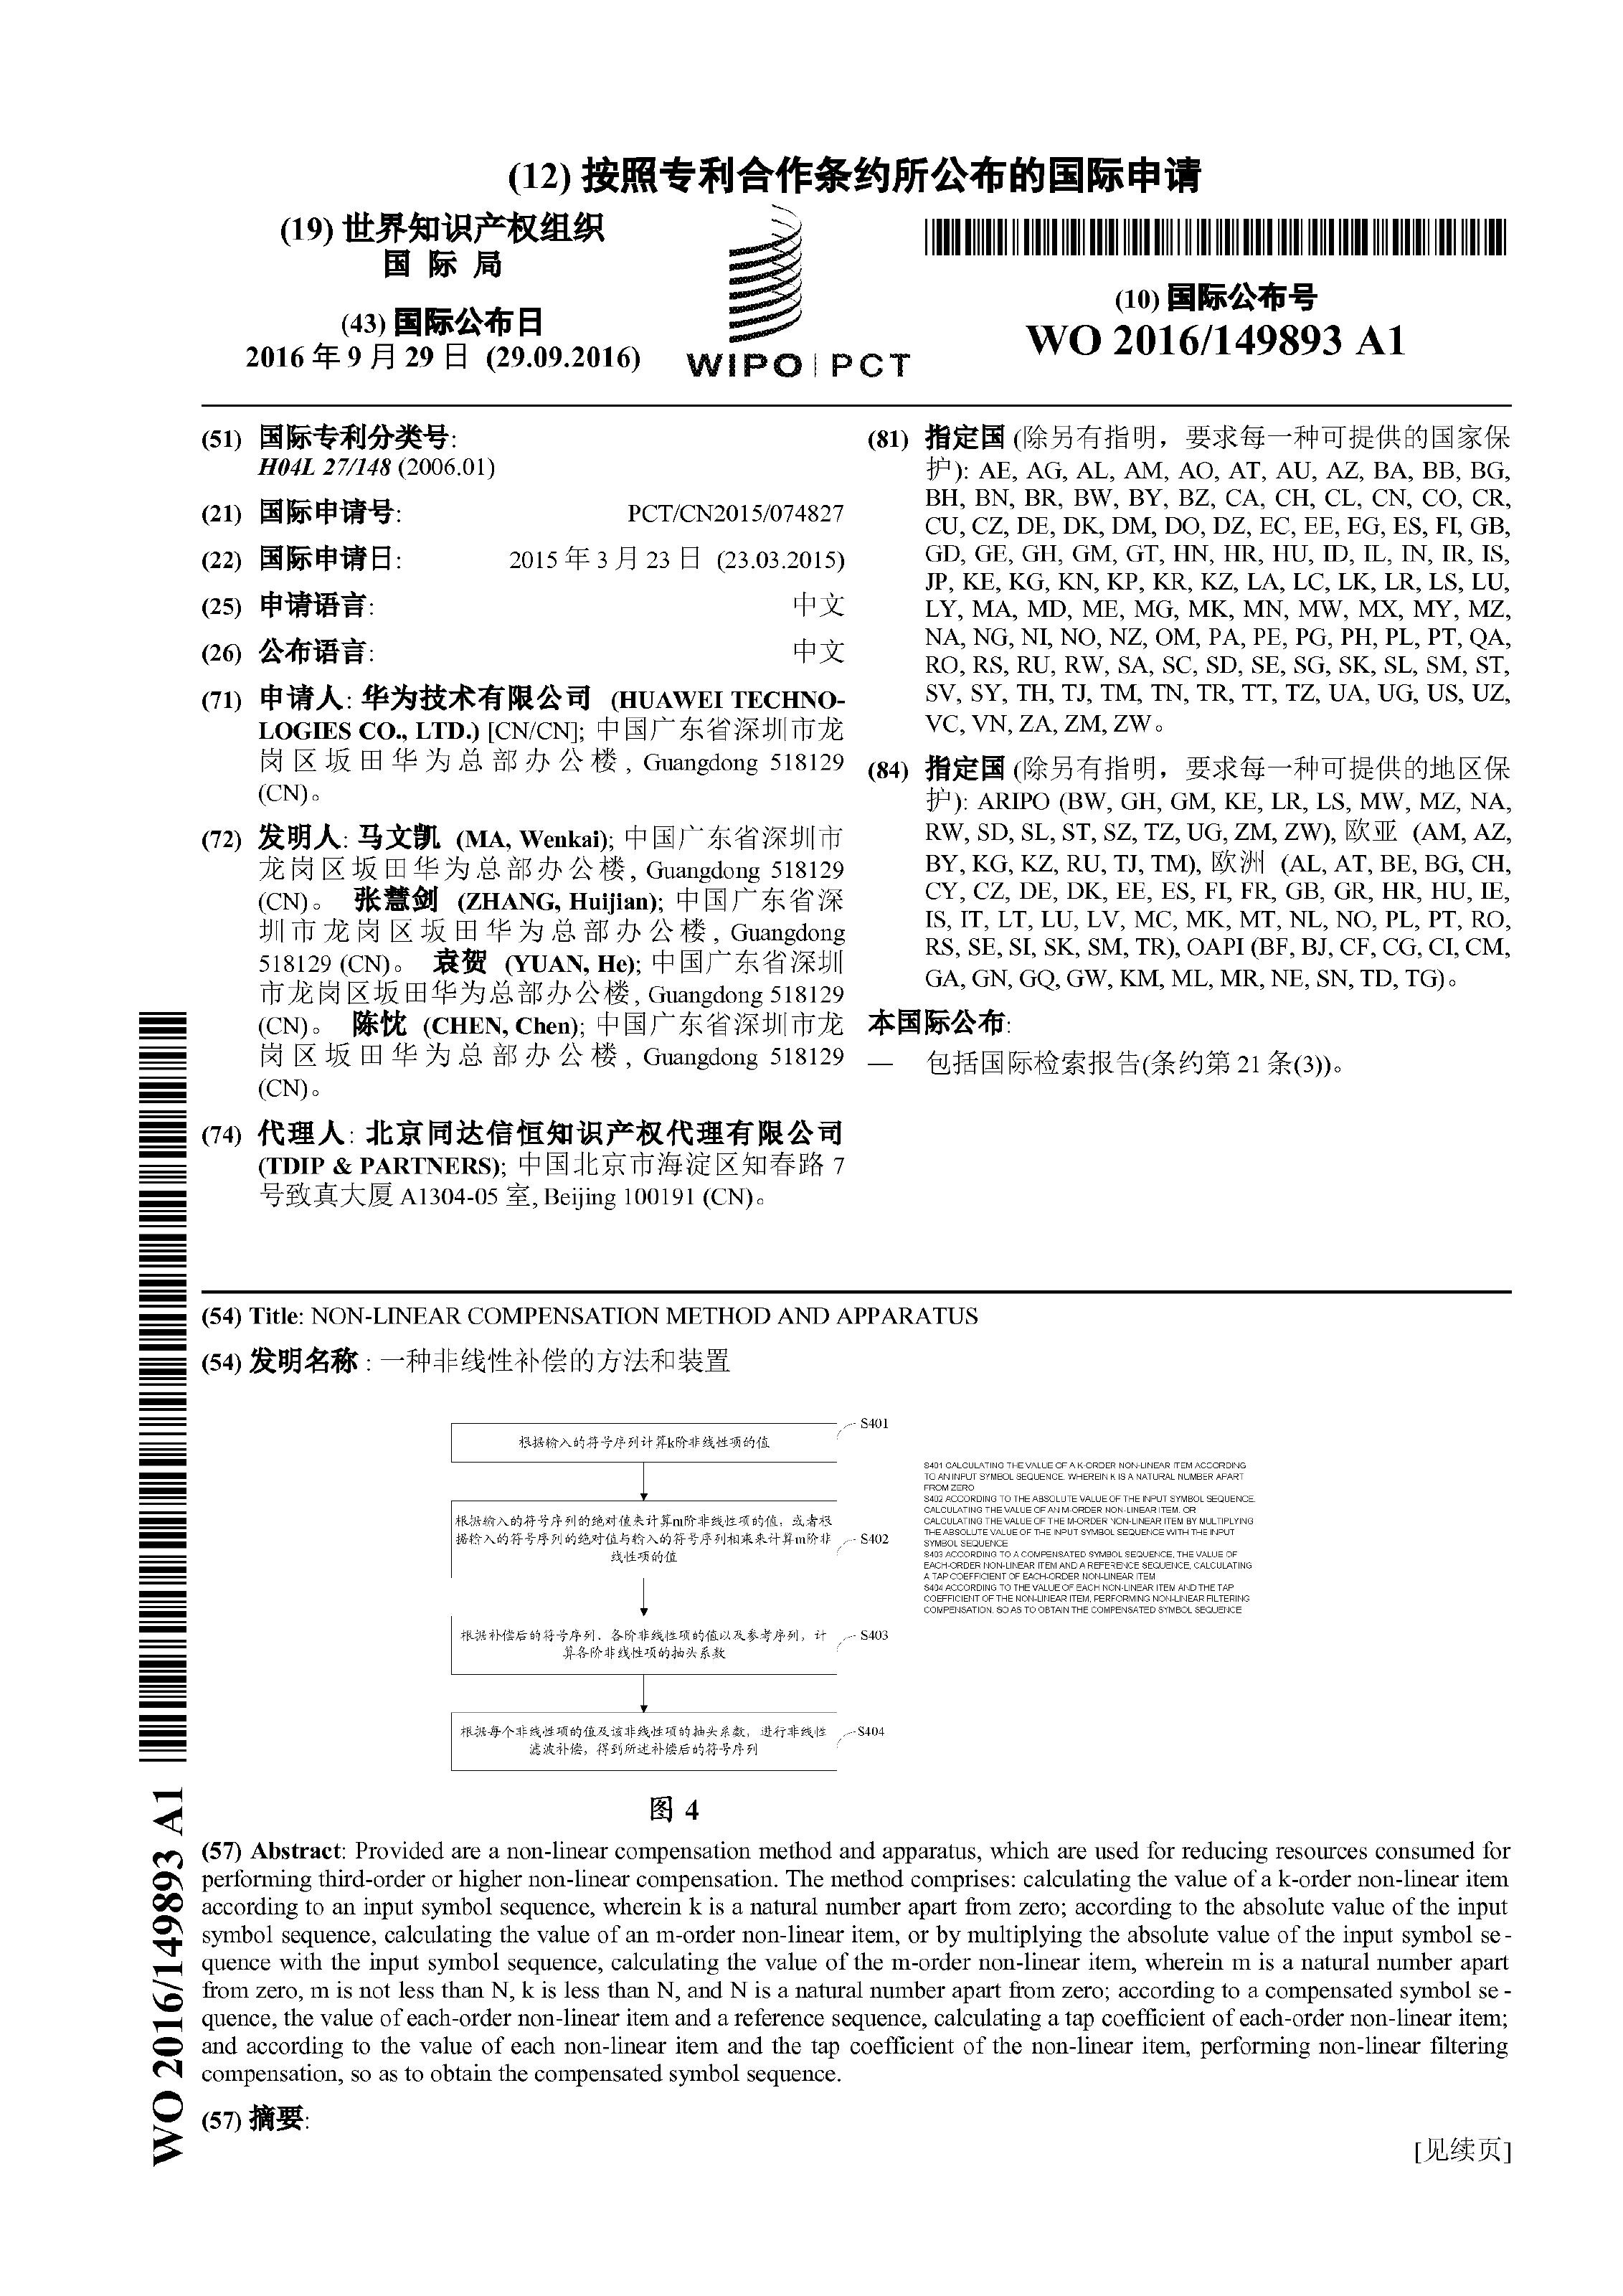 (12) 按照专利合作条约所公布的国际申请
(19) 世界知识产权组织
国 际 局
(43) 国际公布日
2016 年 9 月 29 日 (29.09.2016)
WIPO | PCT
(10) 国际公布号
WO 2016/149893 A1
(51) 国际专利分类号:
H04L 27/148 (2006.01)
(21) 国际申请号: PCT/CN2015/074827
(22) 国际申请日: 2015 年 3 月 23 日 (23.03.2015)
(25) 申请语言: 中文
(26) 公布语言: 中文
(71) 申请人: 华为技术有限公司 (HUAWEI TECHNO-
LOGIES CO., LTD.) [CN/CN]; 中国广东省深圳市龙
岗区坂田华为总部办公楼, Guangdong 518129
(CN)。
(72) 发明人: 马文凯 (MA, Wenkai); 中国广东省深圳市
龙岗区坂田华为总部办公楼, Guangdong 518129
(CN)。 张慧剑 (ZHANG, Huijian); 中国广东省深
圳市龙岗区坂田华为总部办公楼, Guangdong
518129 (CN)。 袁贺 (YUAN, He); 中国广东省深圳
市龙岗区坂田华为总部办公楼, Guangdong 518129
(CN)。 陈忱 (CHEN, Chen); 中国广东省深圳市龙
岗区坂田华为总部办公楼, Guangdong 518129
(CN)。
(74) 代理人: 北京同达信恒知识产权代理有限公司
(TDIP & PARTNERS); 中国北京市海淀区知春路 7
号致真大厦 A1304-05 室, Beijing 100191 (CN)。
(81) 指定国 (除另有指明，要求每一种可提供的国家保
护): AE, AG, AL, AM, AO, AT, AU, AZ, BA, BB, BG,
BH, BN, BR, BW, BY, BZ, CA, CH, CL, CN, CO, CR,
CU, CZ, DE, DK, DM, DO, DZ, EC, EE, EG, ES, FI, GB,
GD, GE, GH, GM, GT, HN, HR, HU, ID, IL, IN, IR, IS,
JP, KE, KG, KN, KP, KR, KZ, LA, LC, LK, LR, LS, LU,
LY, MA, MD, ME, MG, MK, MN, MW, MX, MY, MZ,
NA, NG, NI, NO, NZ, OM, PA, PE, PG, PH, PL, PT, QA,
RO, RS, RU, RW, SA, SC, SD, SE, SG, SK, SL, SM, ST,
SV, SY, TH, TJ, TM, TN, TR, TT, TZ, UA, UG, US, UZ,
VC, VN, ZA, ZM, ZW。
(84) 指定国 (除另有指明，要求每一种可提供的地区保
护): ARIPO (BW, GH, GM, KE, LR, LS, MW, MZ, NA,
RW, SD, SL, ST, SZ, TZ, UG, ZM, ZW), 欧亚 (AM, AZ,
BY, KG, KZ, RU, TJ, TM), 欧洲 (AL, AT, BE, BG, CH,
CY, CZ, DE, DK, EE, ES, FI, FR, GB, GR, HR, HU, IE,
IS, IT, LT, LU, LV, MC, MK, MT, NL, NO, PL, PT, RO,
RS, SE, SI, SK, SM, TR), OAPI (BF, BJ, CF, CG, CI, CM,
GA, GN, GQ, GW, KM, ML, MR, NE, SN, TD, TG)。
本国际公布:
— 包括国际检索报告(条约第 21 条(3))。
(54) Title: NON-LINEAR COMPENSATION METHOD AND APPARATUS
(54) 发明名称 : 一种非线性补偿的方法和装置
根据输入的符号序列计算k阶非线性项的值
S401
根据输入的符号序列的绝对值来计算m阶非线性项的值，或者根
据输入的符号序列的绝对值与输入的符号序列相乘来计算m阶非
线性项的值
S402
根据补偿后的符号序列、各阶非线性项的值以及参考序列，计
算各阶非线性项的抽头系数
S403
根据每个非线性项的值及该非线性项的抽头系数，进行非线性
滤波补偿，得到所述补偿后的符号序列
S404
S401 CALCULATING THE VALUE OF A K-ORDER NON-LINEAR ITEM ACCORDING
TO AN INPUT SYMBOL SEQUENCE, WHEREIN K IS A NATURAL NUMBER APART
FROM ZERO
S402 ACCORDING TO THE ABSOLUTE VALUE OF THE INPUT SYMBOL SEQUENCE,
CALCULATING THE VALUE OF AN M-ORDER NON-LINEAR ITEM, OR
CALCULATING THE VALUE OF THE M-ORDER NON-LINEAR ITEM BY MULTIPLYING
THE ABSOLUTE VALUE OF THE INPUT SYMBOL SEQUENCE WITH THE INPUT
SYMBOL SEQUENCE
S403 ACCORDING TO A COMPENSATED SYMBOL SEQUENCE, THE VALUE OF
EACH-ORDER NON-LINEAR ITEM AND A REFERENCE SEQUENCE, CALCULATING
A TAP COEFFICIENT OF EACH-ORDER NON-LINEAR ITEM
S404 ACCORDING TO THE VALUE OF EACH NON-LINEAR ITEM AND THE TAP
COEFFICIENT OF THE NON-LINEAR ITEM, PERFORMING NON-LINEAR FILTERING
COMPENSATION, SO AS TO OBTAIN THE COMPENSATED SYMBOL SEQUENCE
图 4
(57) Abstract: Provided are a non-linear compensation method and apparatus, which are used for reducing resources consumed for
performing third-order or higher non-linear compensation. The method comprises: calculating the value of a k-order non-linear item
according to an input symbol sequence, wherein k is a natural number apart from zero; according to the absolute value of the input
symbol sequence, calculating the value of an m-order non-linear item, or by multiplying the absolute value of the input symbol se-
quence with the input symbol sequence, calculating the value of the m-order non-linear item, wherein m is a natural number apart
from zero, m is not less than N, k is less than N, and N is a natural number apart from zero; according to a compensated symbol se-
quence, the value of each-order non-linear item and a reference sequence, calculating a tap coefficient of each-order non-linear item;
and according to the value of each non-linear item and the tap coefficient of the non-linear item, performing non-linear filtering
compensation, so as to obtain the compensated symbol sequence.
(57) 摘要:
[见续页]
WO 2016/149893 A1